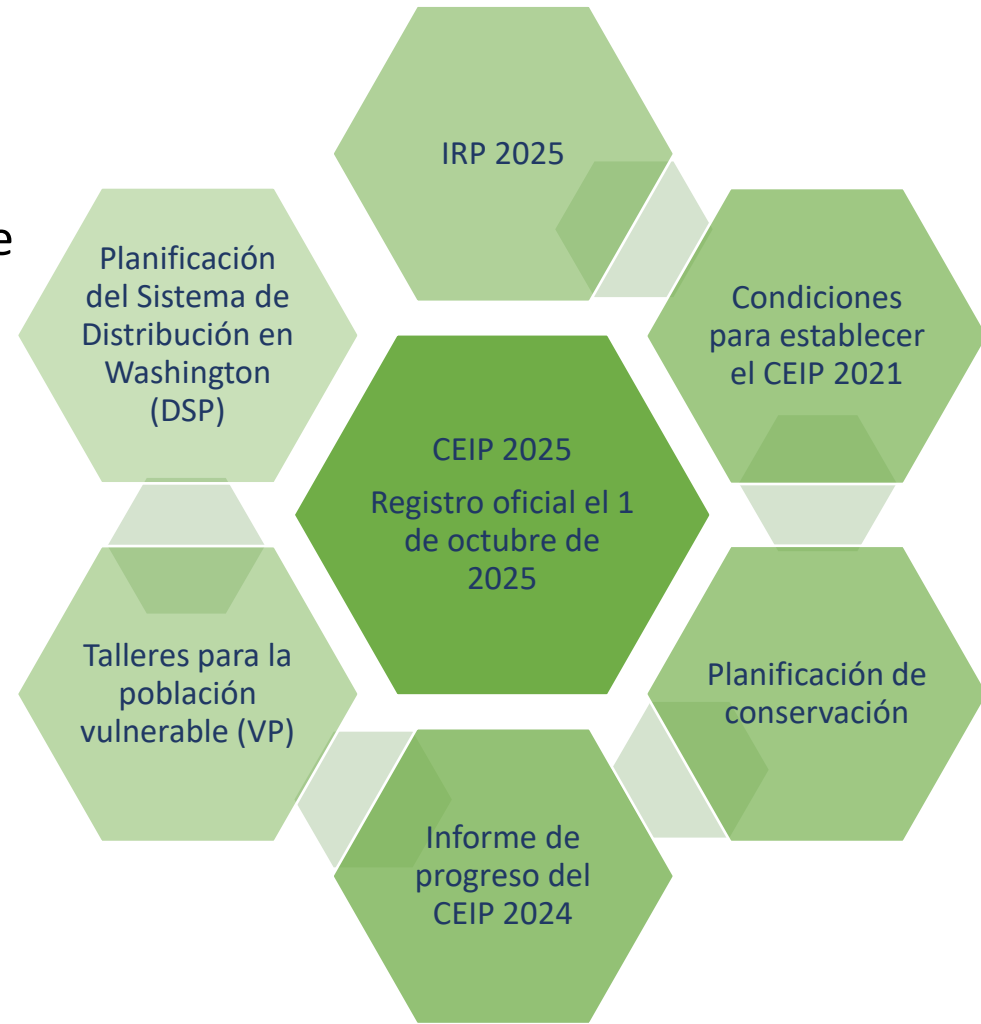 IRP 2025
e
Planificación
del Sistema de
Distribución en
Washington
(DSP)
Condiciones
para establecer
el CEIP 2021
CEIP 2025
Registro oficial el 1
de octubre de
2025
Talleres para la
población
vulnerable (VP)
Planificación de
conservación
Informe de
progreso del
CEIP 2024